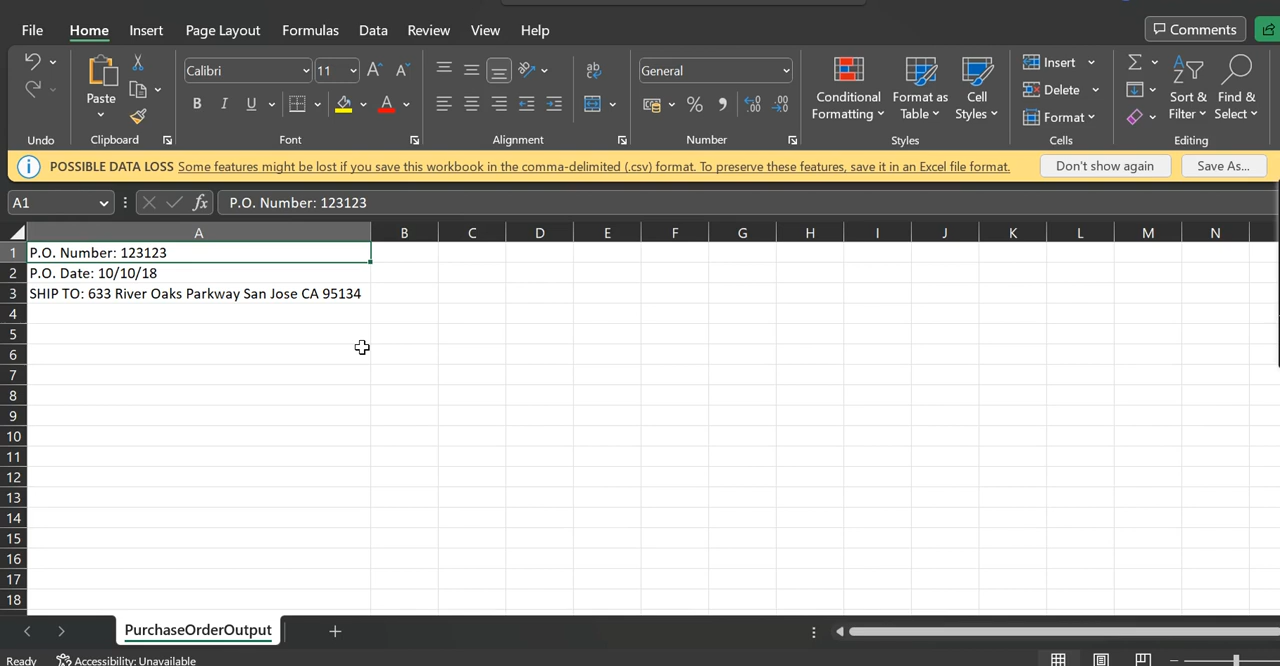 File Home Insert Page Layout Formulas Data Review View Help Comments
Calibri 11 General Insert
Paste Conditional Formatting Format as Table Cell Styles Delete Sort & Filter Find & Select
B I U A % Format
Undo Clipboard Font Alignment Number Styles Cells Editing
POSSIBLE DATA LOSS Some features might be lost if you save this workbook in the comma-delimited (.csv) format. To preserve these features, save it in an Excel file format. Don't show again Save As...
A1 fx P.O. Number: 123123
A B C D E F G H I J K L M N
1 P.O. Number: 123123
2 P.O. Date: 10/10/18
3 SHIP TO: 633 River Oaks Parkway San Jose CA 95134
4
5
6
7
8
9
10
11
12
13
14
15
16
17
18
PurchaseOrderOutput
Ready Accessibility: Unavailable